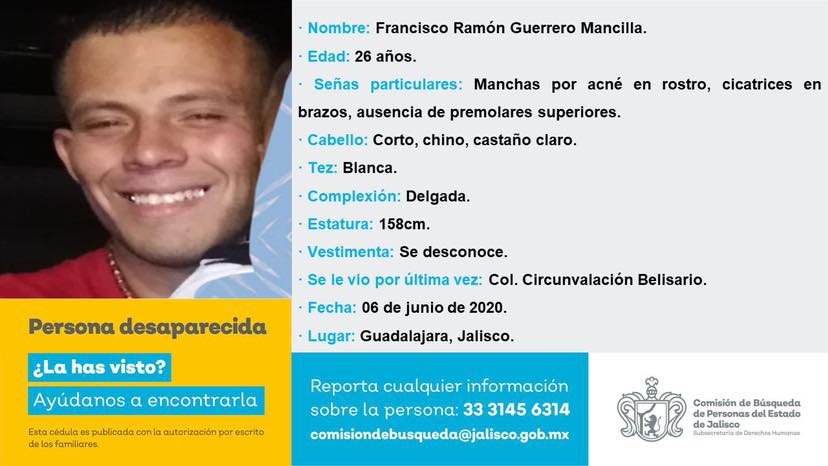 · Nombre: Francisco Ramón Guerrero Mancilla.
· Edad: 26 años.
· Señas particulares: Manchas por acné en rostro, cicatrices en
brazos, ausencia de premolares superiores.
· Cabello: Corto, chino, castaño claro.
· Tez: Blanca.
· Complexión: Delgada.
· Estatura: 158cm.
· Vestimenta: Se desconoce.
· Se le vio por última vez: Col. Circunvalación Belisario.
· Fecha: 06 de junio de 2020.
· Lugar: Guadalajara, Jalisco.
Persona desaparecida
¿La has visto?
Ayúdanos a encontrarla
Esta cédula es publicada con la autorización por escrito
de los familiares.
Reporta cualquier información
sobre la persona: 33 3145 6314
comisiondebusqueda@jalisco.gob.mx
Comisión de Búsqueda
de Personas del Estado
de Jalisco
Subsecretaría de Derechos Humanos